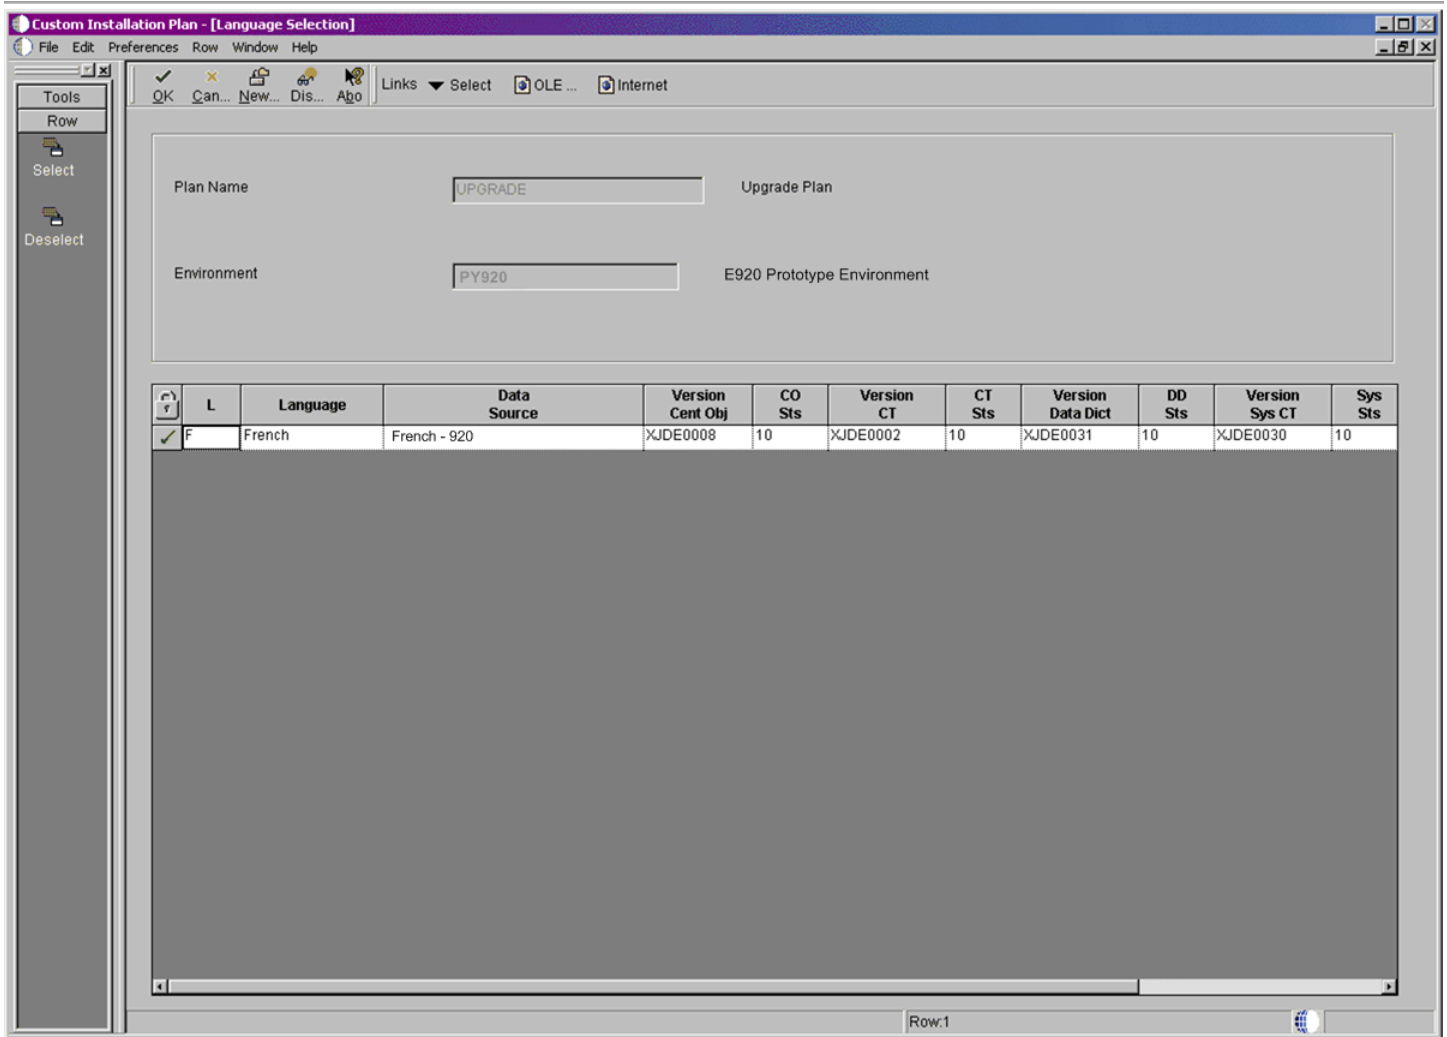 Custom Installation Plan - [Language Selection]
File Edit Preferences Row Window Help
Tools
Row
Select
Deselect
OK Can... New... Dis... Abo Links Select OLE ... Internet
Plan Name UPGRADE Upgrade Plan
Environment PY920 E920 Prototype Environment
L Language Data Source Version Cent Obj CO Sts Version CT CT Sts Version Data Dict DD Sts Version Sys CT Sys Sts
F French French - 920 XJDE0008 10 XJDE0002 10 XJDE0031 10 XJDE0030 10
Row:1